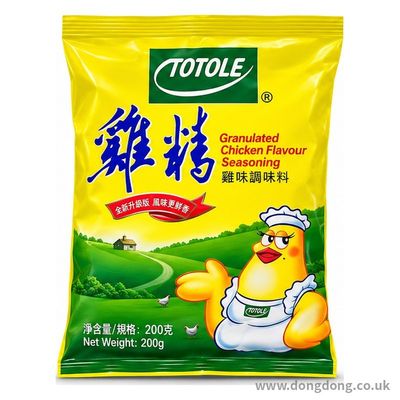 TOTOLE
®
雞精
Granulated
Chicken Flavour
Seasoning
雞味調味料
全新升級版 風味更鮮香
TOTOLE
淨含量/規格: 200克
Net Weight: 200g
www.dongdong.co.uk